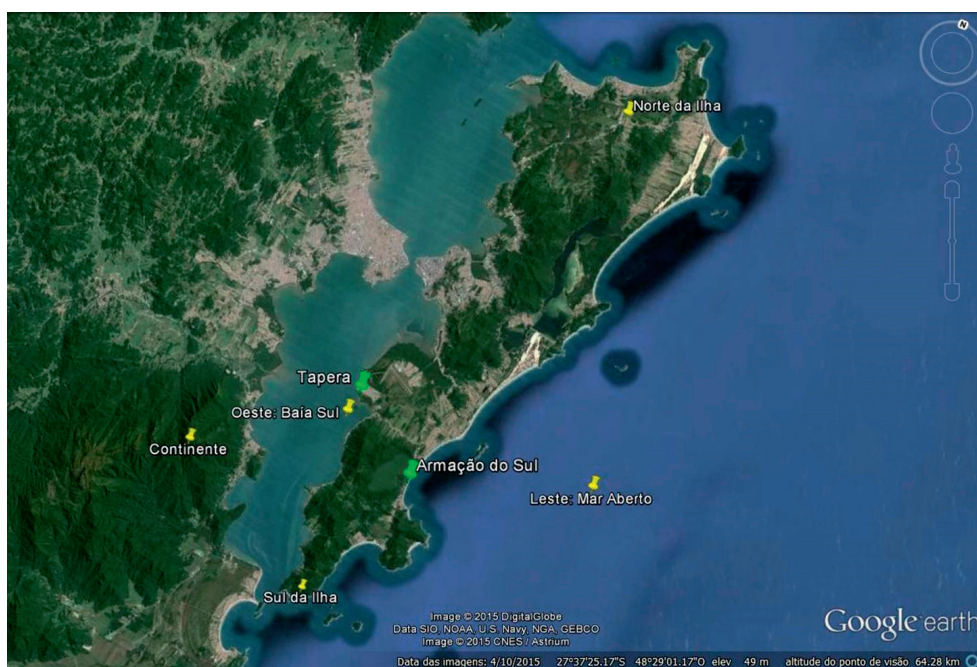 N
Norte da Ilha
Tapera
Oeste: Baía Sul
Continente
Armação do Sul
Leste: Mar Aberto
Sul da Ilha
Image © 2015 DigitalGlobe
Data SIO, NOAA, U.S. Navy, NGA, GEBCO
Image © 2015 CNES / Astrium
Google earth
Data das imagens: 4/10/2015 27°37'25.17"S 48°29'01.17"O elev 49 m altitude do ponto de visão 64.28 km